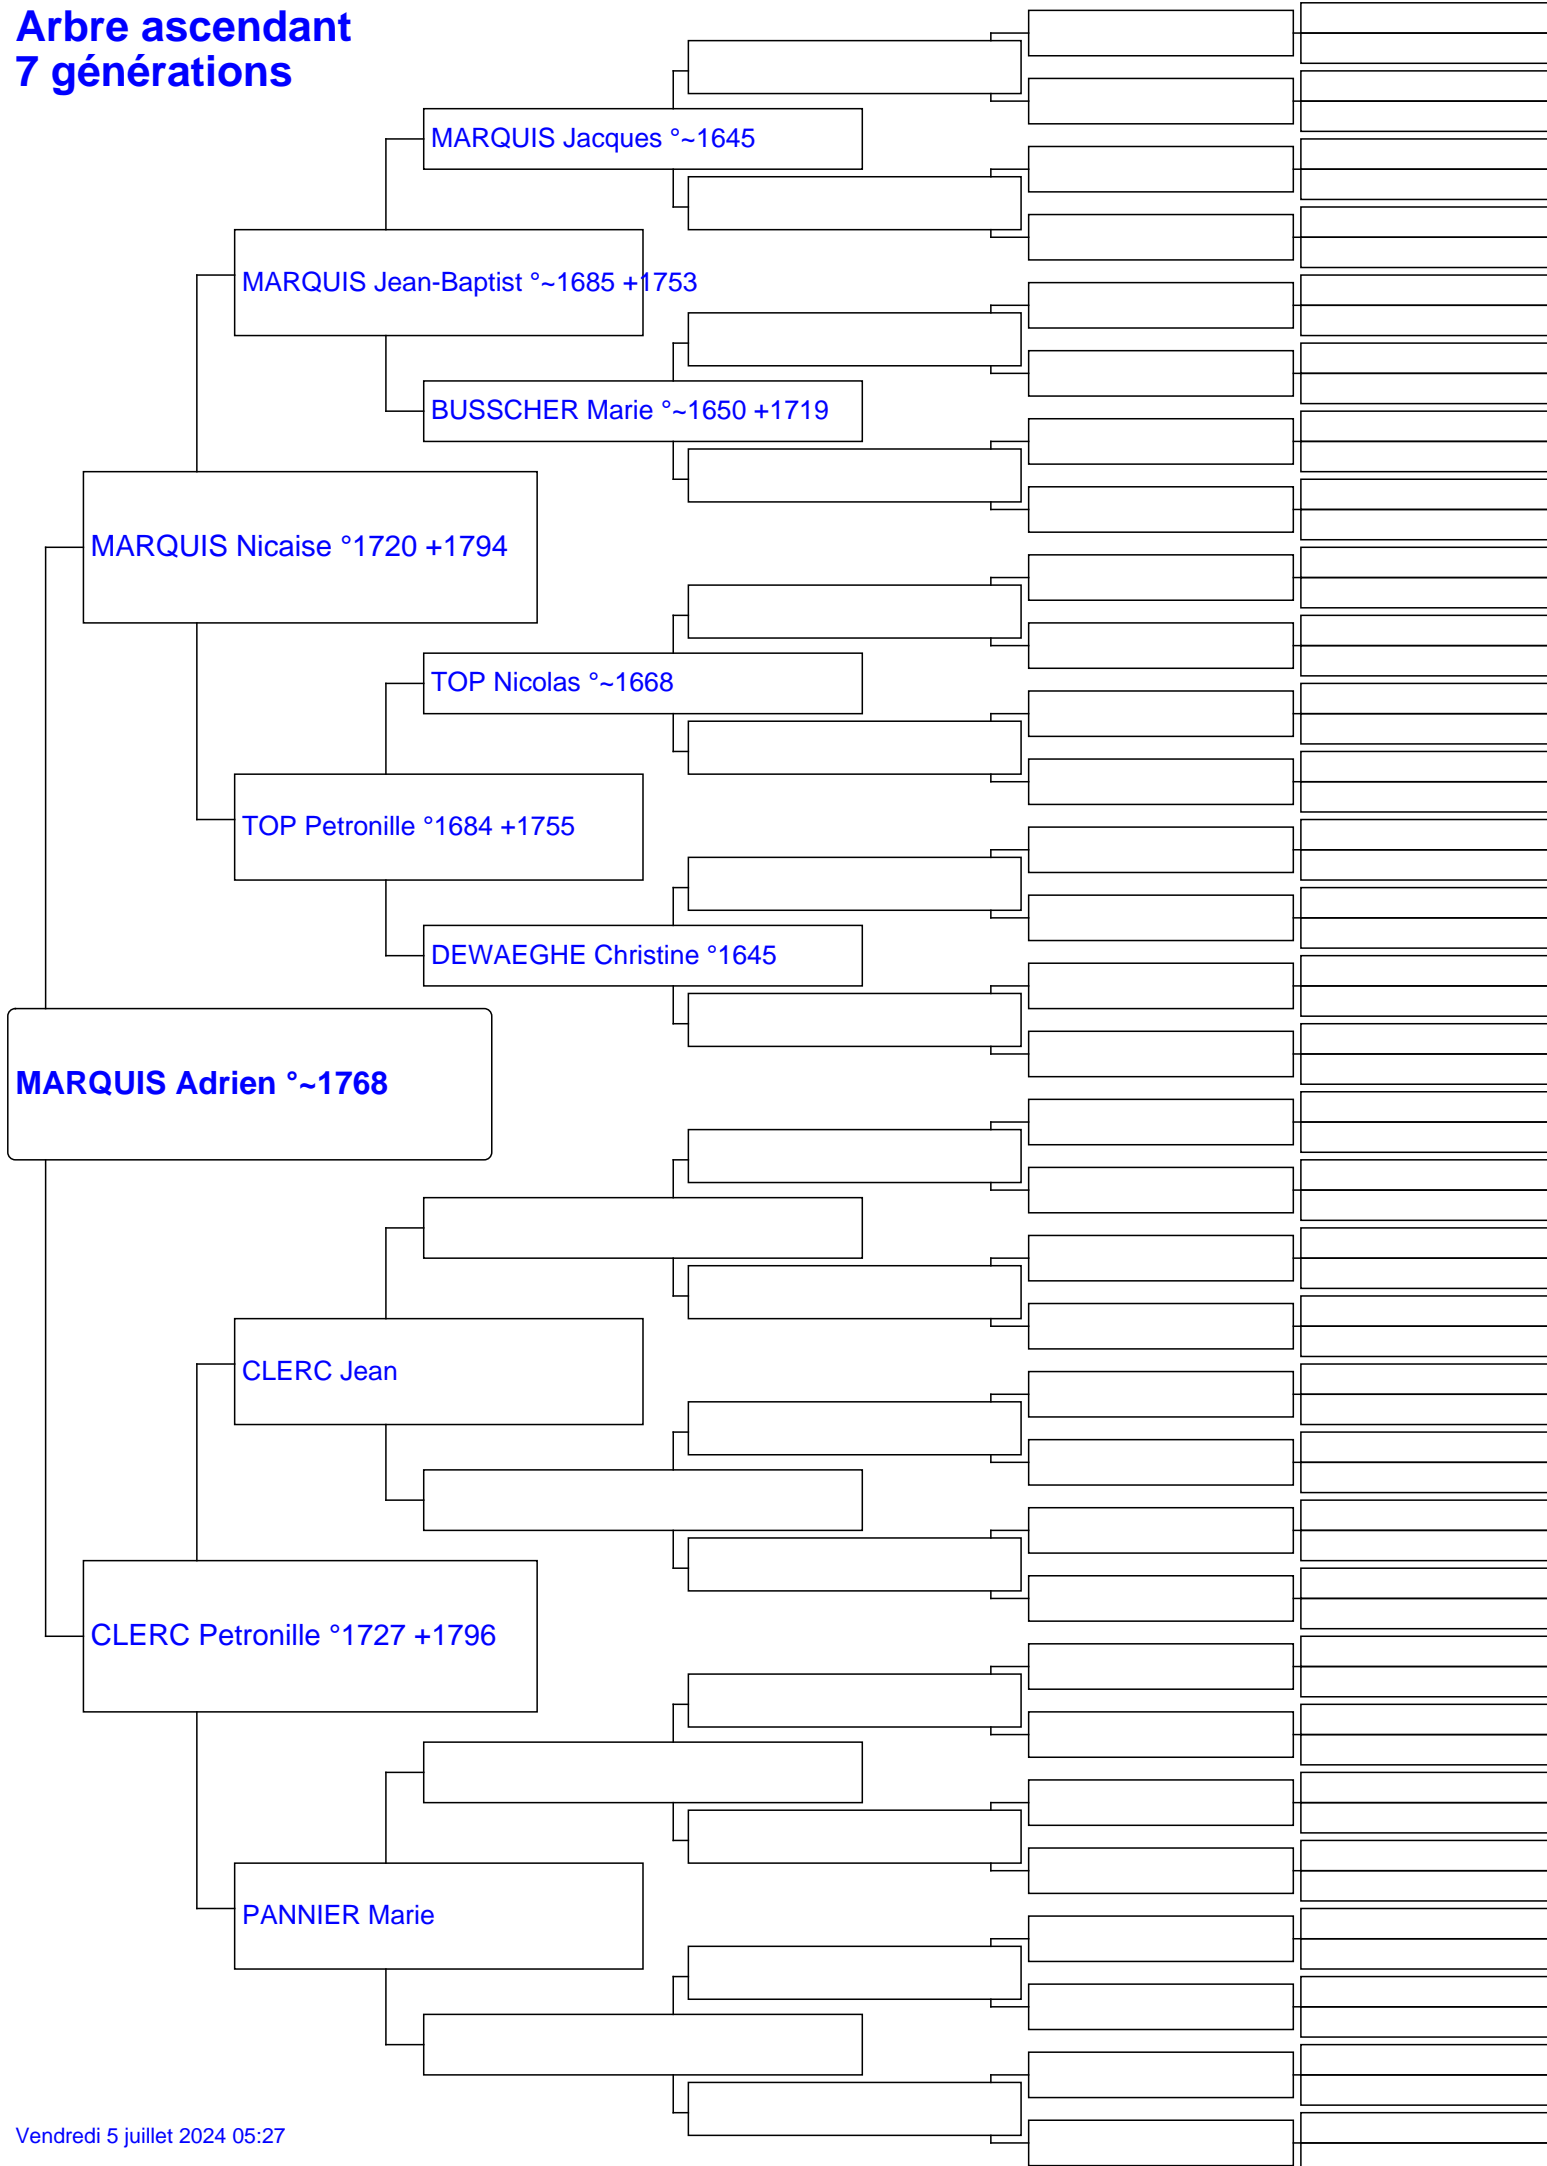 Arbre ascendant
7 générations
MARQUIS Jacques °~1645
MARQUIS Jean-Baptist °~1685 +1753
BUSSCHER Marie °~1650 +1719
MARQUIS Nicaise °1720 +1794
TOP Nicolas °~1668
TOP Petronille °1684 +1755
DEWAEGHE Christine °1645
MARQUIS Adrien °~1768
CLERC Jean
CLERC Petronille °1727 +1796
PANNIER Marie
Vendredi 5 juillet 2024 05:27